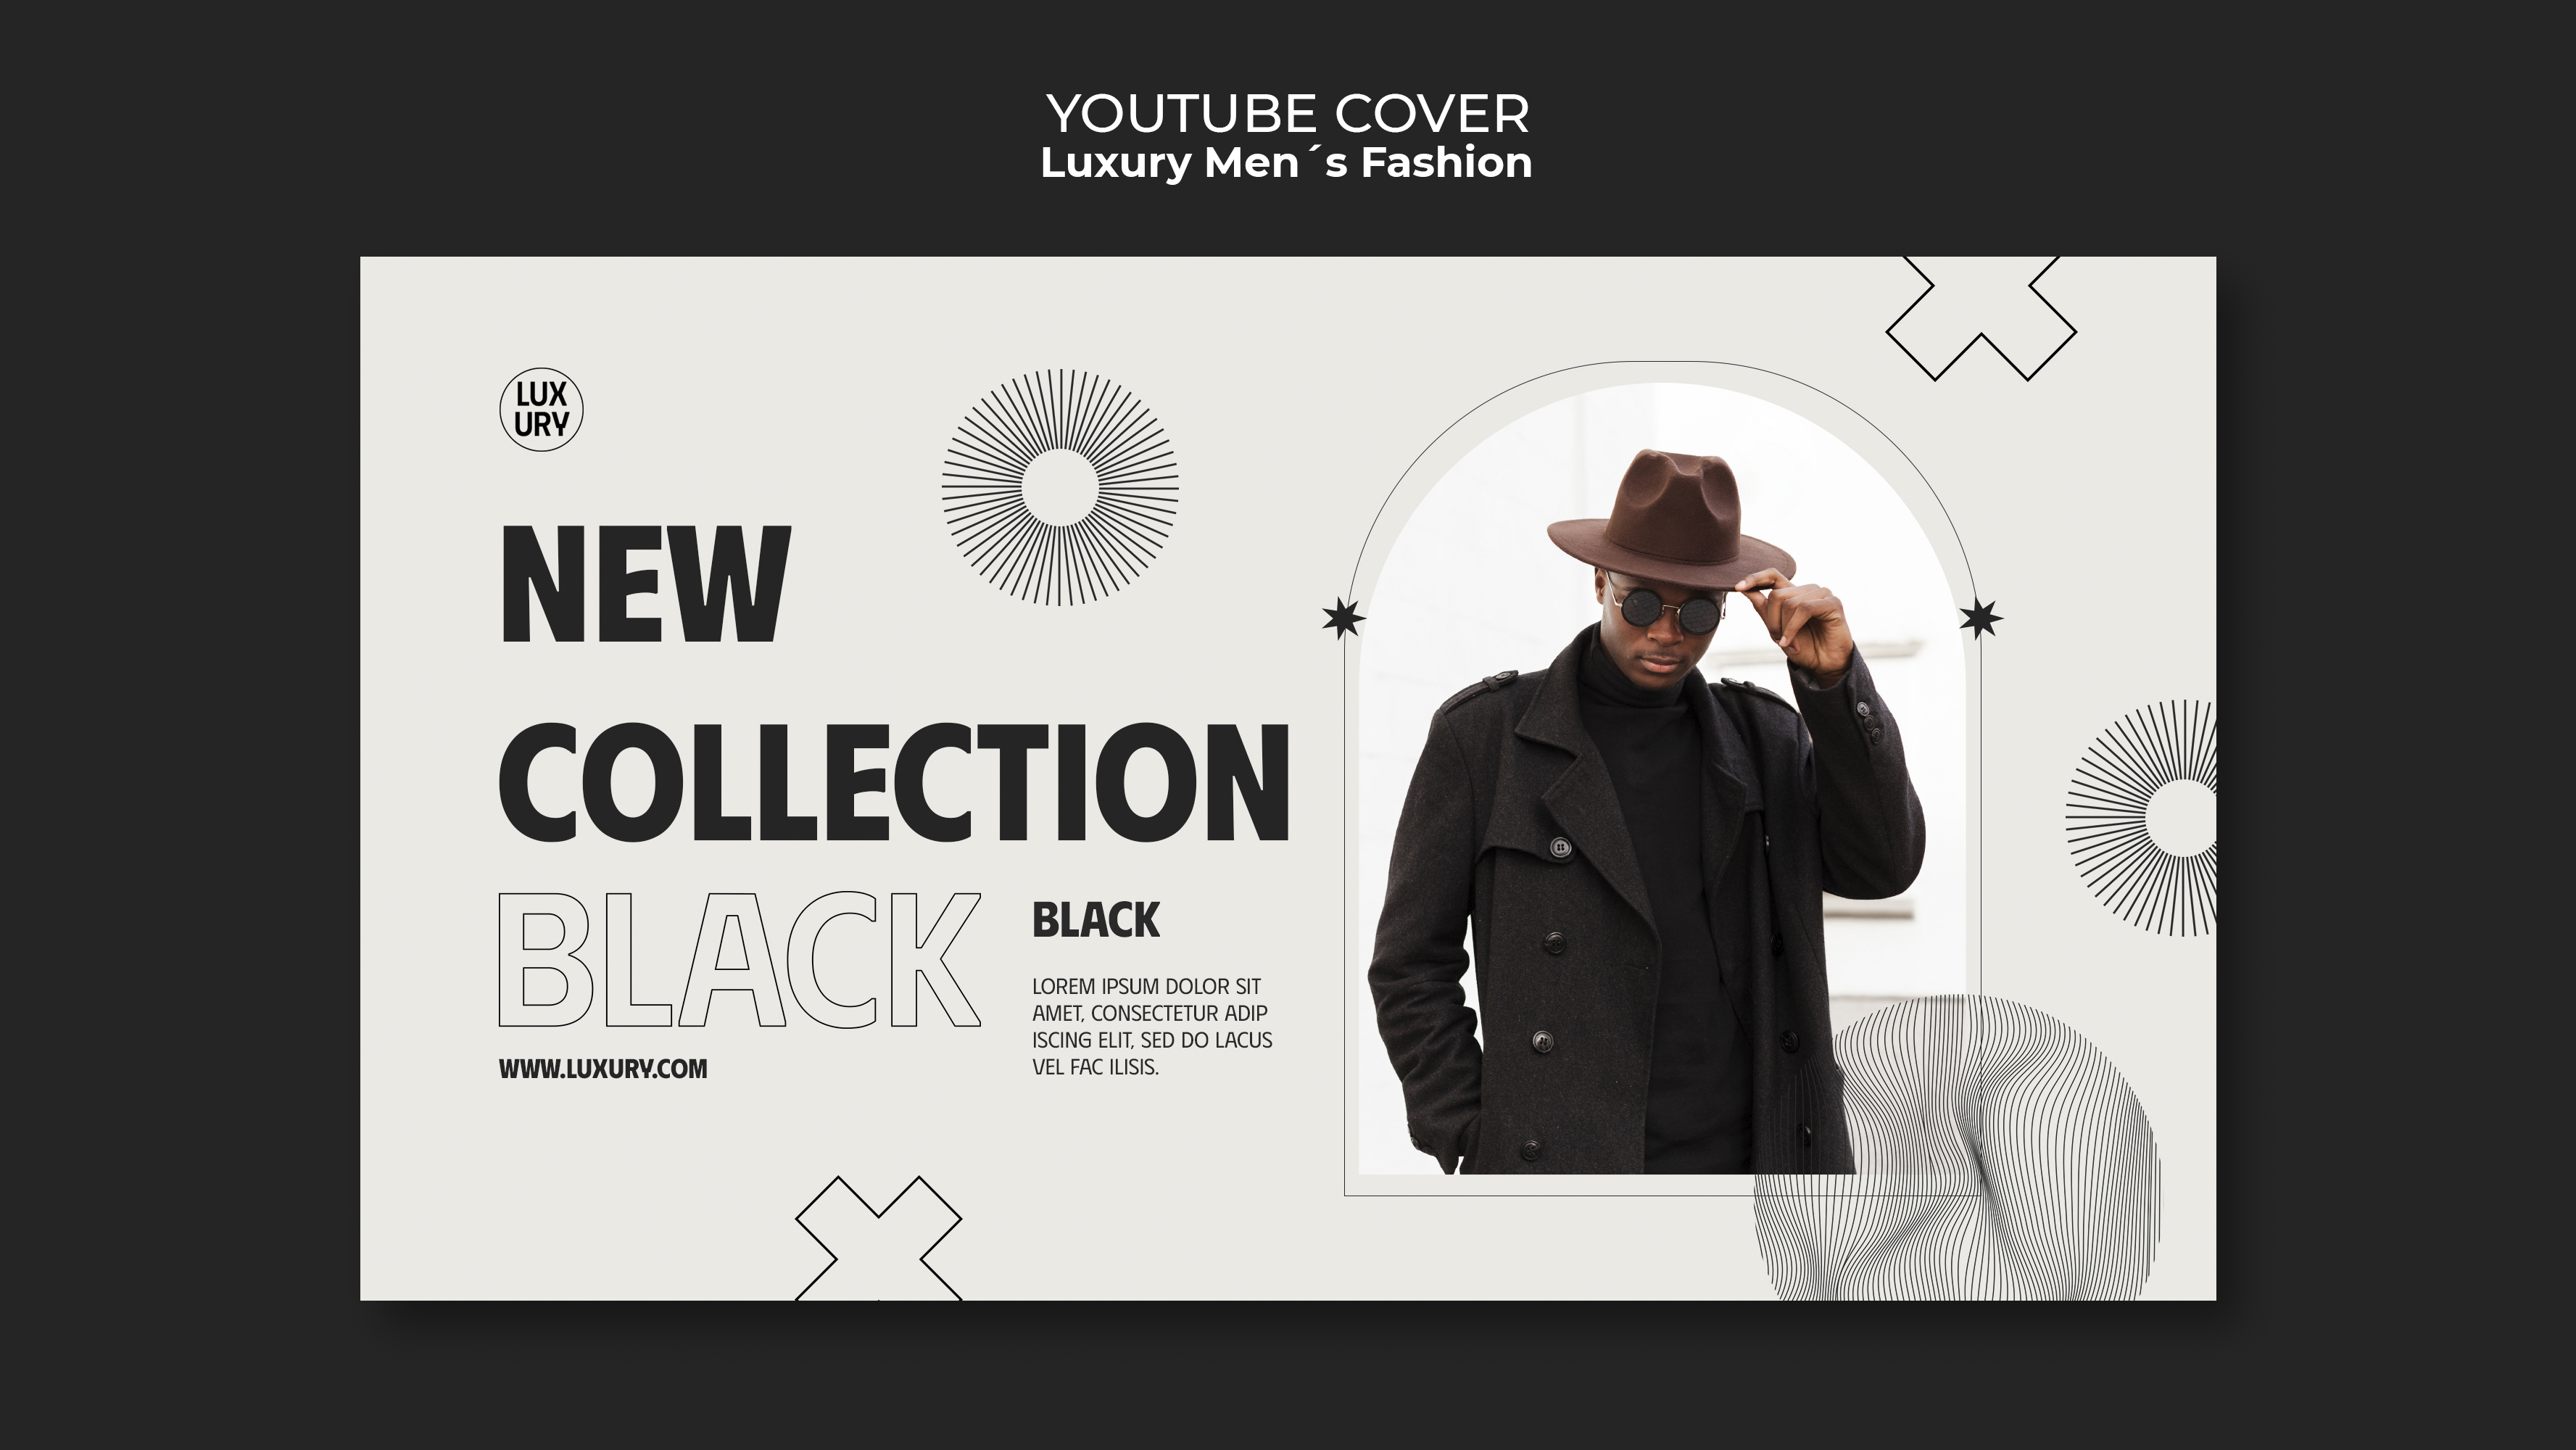 YOUTUBE COVER
Luxury Men´s Fashion
LUX
URY
NEW
COLLECTION
BLACK
WWW.LUXURY.COM
BLACK
LOREM IPSUM DOLOR SIT
AMET, CONSECTETUR ADIP
ISCING ELIT, SED DO LACUS
VEL FAC ILISIS.